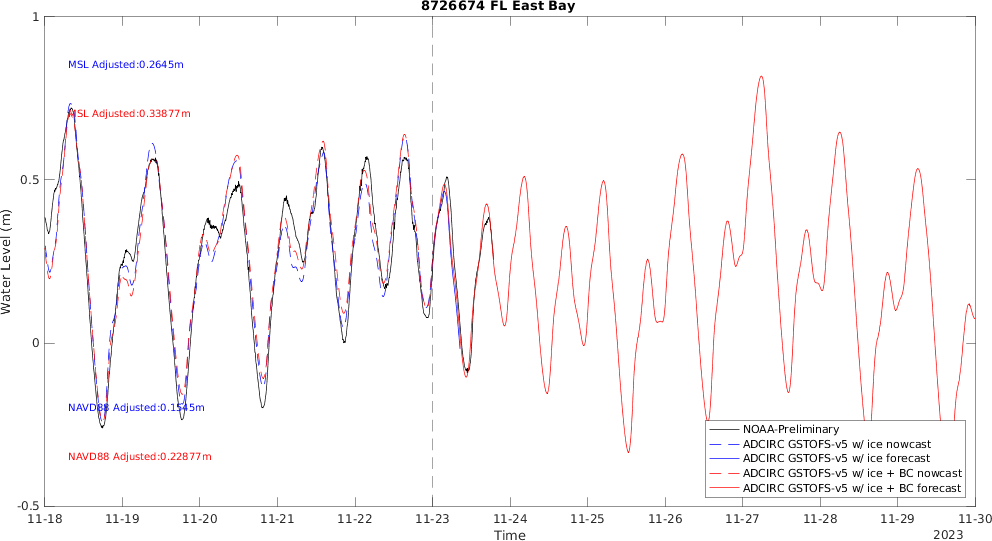 8726674 FL East Bay
1
MSL Adjusted:0.2645m
MSL Adjusted:0.33877m
0.5
Water Level (m)
0
NAVD88 Adjusted:0.1545m
NAVD88 Adjusted:0.22877m
NOAA-Preliminary
ADCIRC GSTOFS-v5 w/ ice nowcast
ADCIRC GSTOFS-v5 w/ ice forecast
ADCIRC GSTOFS-v5 w/ ice + BC nowcast
ADCIRC GSTOFS-v5 w/ ice + BC forecast
-0.5
11-18 11-19 11-20 11-21 11-22 11-23 11-24 11-25 11-26 11-27 11-28 11-29 11-30
Time
2023